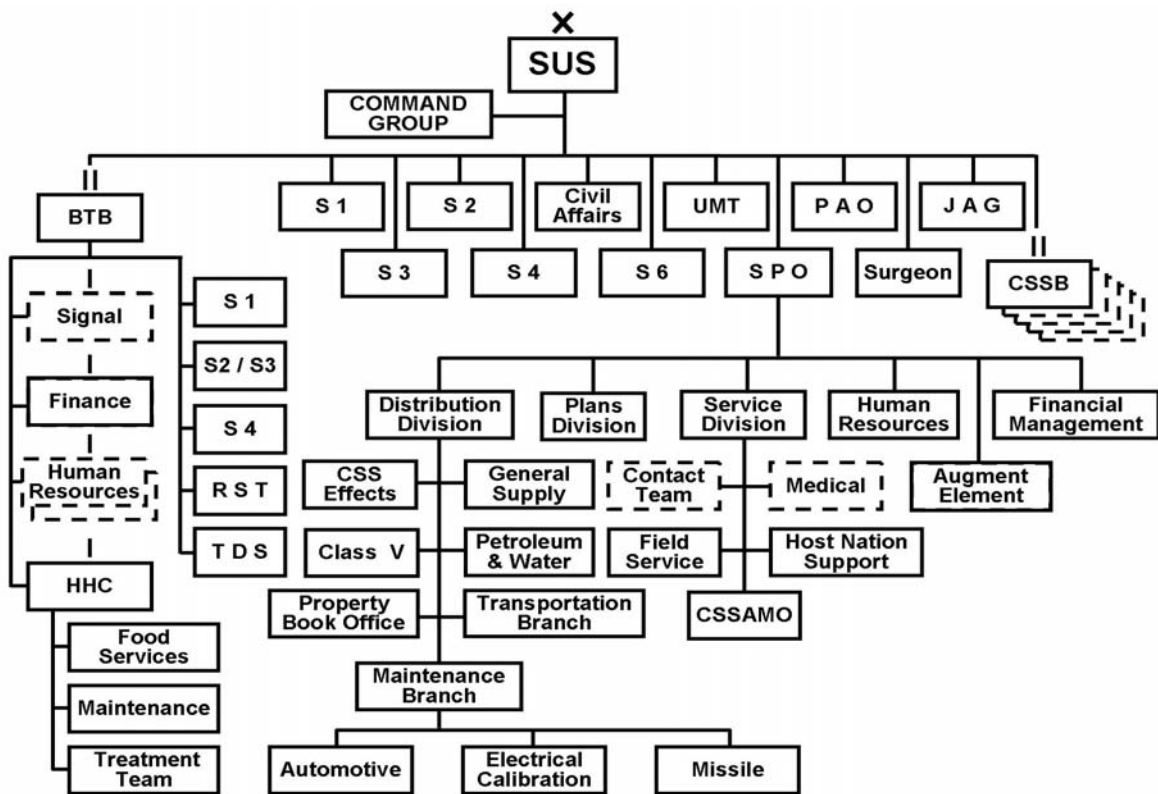 SUS
COMMAND
GROUP
BTB
S 1
S 2
Civil
Affairs
UMT
P A O
J A G
S 3
S 4
S 6
S P O
Surgeon
CSSB
Signal
Finance
Human
Resources
HHC
Food
Services
Maintenance
Treatment
Team
S 1
S2 / S3
S 4
R S T
T D S
Distribution
Division
Plans
Division
Service
Division
Human
Resources
Financial
Management
Augment
Element
CSS
Effects
General
Supply
Class V
Petroleum
& Water
Property
Book Office
Transportation
Branch
Maintenance
Branch
Automotive
Electrical
Calibration
Missile
Contact
Team
Medical
Field
Service
Host Nation
Support
CSSAMO